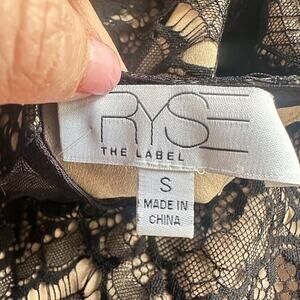 RYSE
THE LABEL
S
MADE IN
CHINA